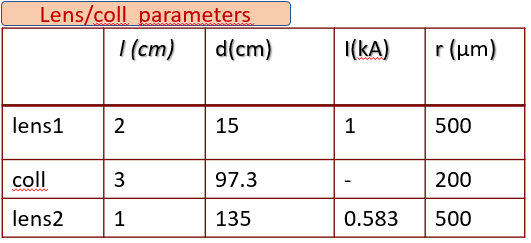 Lens/coll parameters
l (cm) d(cm) I(kA) r (μm)
lens1 2 15 1 500
coll 3 97.3 - 200
lens2 1 135 0.583 500